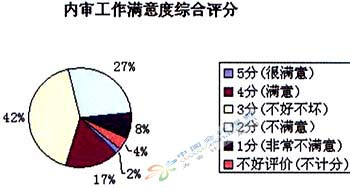 内审工作满意度综合评分
27%
42%
8%
4%
2%
17%
5分(很满意)
4分(满意)
3分(不好不坏)
2分(不满意)
1分(非常不满意)
不好评价(不计分)